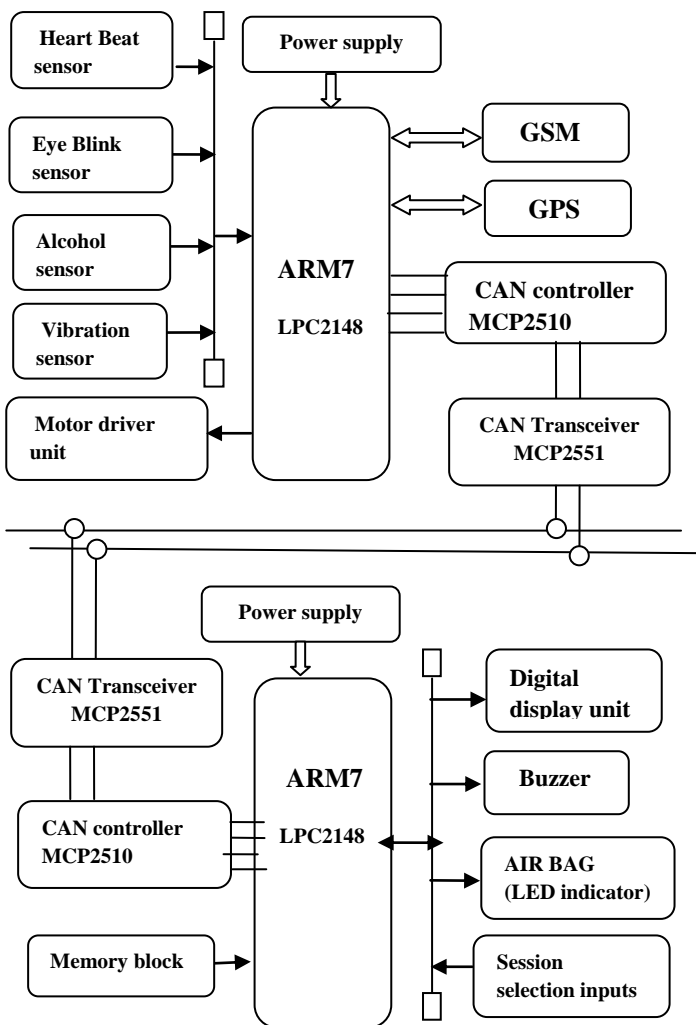 Heart Beat
sensor
Power supply
Eye Blink
sensor
GSM
GPS
Alcohol
sensor
ARM7
LPC2148
CAN controller
MCP2510
Vibration
sensor
Motor driver
unit
CAN Transceiver
MCP2551
Power supply
CAN Transceiver
MCP2551
Digital
display unit
ARM7
LPC2148
Buzzer
CAN controller
MCP2510
AIR BAG
(LED indicator)
Memory block
Session
selection inputs